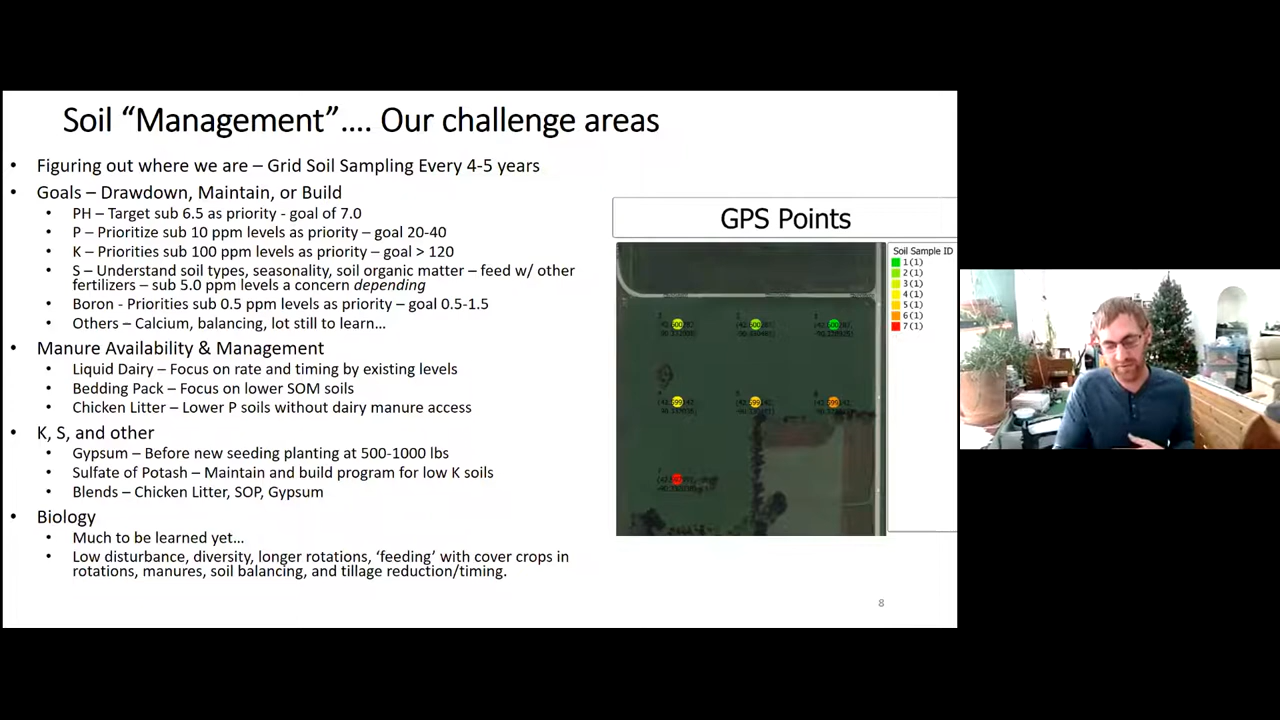 Soil “Management”.... Our challenge areas
• Figuring out where we are – Grid Soil Sampling Every 4-5 years
• Goals – Drawdown, Maintain, or Build
• PH – Target sub 6.5 as priority - goal of 7.0
• P – Prioritize sub 10 ppm levels as priority – goal 20-40
• K – Priorities sub 100 ppm levels as priority – goal > 120
• S – Understand soil types, seasonality, soil organic matter – feed w/ other
fertilizers – sub 5.0 ppm levels a concern depending
• Boron - Priorities sub 0.5 ppm levels as priority – goal 0.5-1.5
• Others – Calcium, balancing, lot still to learn…
• Manure Availability & Management
• Liquid Dairy – Focus on rate and timing by existing levels
• Bedding Pack – Focus on lower SOM soils
• Chicken Litter – Lower P soils without dairy manure access
• K, S, and other
• Gypsum – Before new seeding planting at 500-1000 lbs
• Sulfate of Potash – Maintain and build program for low K soils
• Blends – Chicken Litter, SOP, Gypsum
• Biology
• Much to be learned yet…
• Low disturbance, diversity, longer rotations, ‘feeding’ with cover crops in
rotations, manures, soil balancing, and tillage reduction/timing.
GPS Points
Soil Sample ID
1 (1)
2 (1)
3 (1)
4 (1)
5 (1)
6 (1)
7 (1)
8